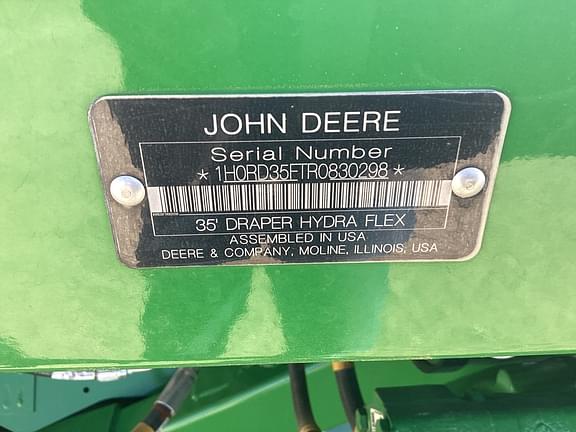 JOHN DEERE
Serial Number
* 1H0RD35FTR0830298 *
35' DRAPER HYDRA FLEX
ASSEMBLED IN USA
DEERE & COMPANY, MOLINE, ILLINOIS, USA